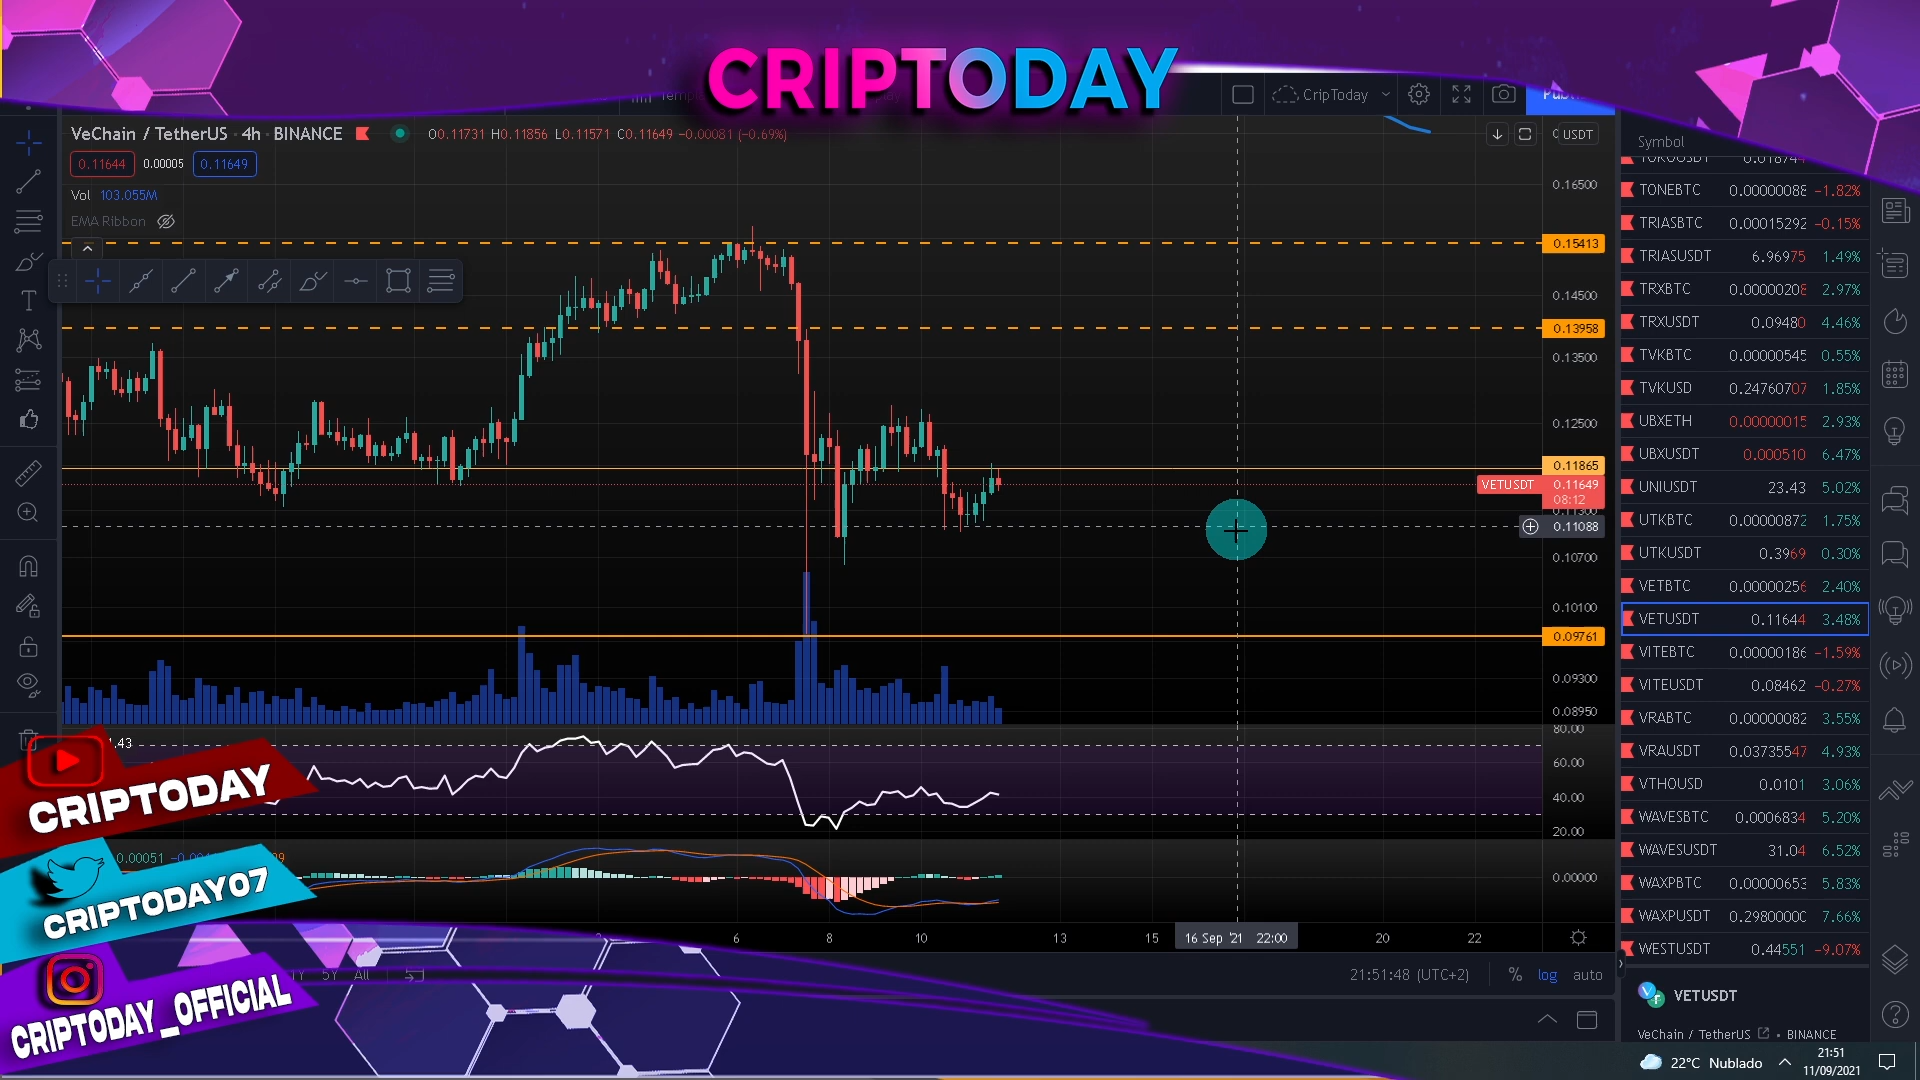 CRIPTODAY
CripToday
VeChain / TetherUS · 4h · BINANCE
O0.11731 H0.11856 L0.11571 C0.11649 −0.00081 (−0.69%)
USDT
0.11644
0.00005
0.11649
Vol 103.055M
EMA Ribbon
0.16500
0.15413
0.14500
0.13958
0.13500
0.12500
0.11865
VETUSDT
0.11649
08:12
0.11300
0.11088
0.10700
0.10100
0.09761
0.09300
0.08950
80.00
60.00
40.00
20.00
0.00051
0.00000
6
8
10
13
15
16 Sep '21 22:00
20
22
5Y
All
21:51:48 (UTC+2)
%
log
auto
Symbol
TONEBTC 0.00000088 −1.82%
TRIASBTC 0.00015292 −0.15%
TRIASUSDT 6.96975 1.49%
TRXBTC 0.00000208 2.97%
TRXUSDT 0.09480 4.46%
TVKBTC 0.00000545 0.55%
TVKUSD 0.24760707 1.85%
UBXETH 0.00000015 2.93%
UBXUSDT 0.000510 6.47%
UNIUSDT 23.43 5.02%
UTKBTC 0.00000872 1.75%
UTKUSDT 0.3969 0.30%
VETBTC 0.00000256 2.40%
VETUSDT 0.11644 3.48%
VITEBTC 0.00000186 −1.59%
VITEUSDT 0.08462 −0.27%
VRABTC 0.00000082 3.55%
VRAUSDT 0.03735547 4.93%
VTHOUSD 0.0101 3.06%
WAVESBTC 0.0006834 5.20%
WAVESUSDT 31.04 6.52%
WAXPBTC 0.00000653 5.83%
WAXPUSDT 0.29800000 7.66%
WESTUSDT 0.44551 −9.07%
VETUSDT
VeChain / TetherUS • BINANCE
CRIPTODAY
CRIPTODAY07
CRIPTODAY_OFFICIAL
22°C Nublado
21:51
11/09/2021